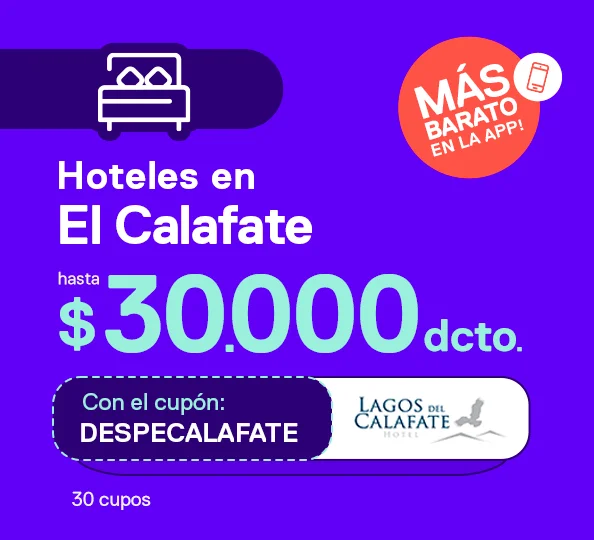 MÁS
BARATO
EN LA APP!
Hoteles en
El Calafate
hasta
$30.000 dcto.
Con el cupón:
DESPECALAFATE
LAGOS DEL
CALAFATE
HOTEL
30 cupos